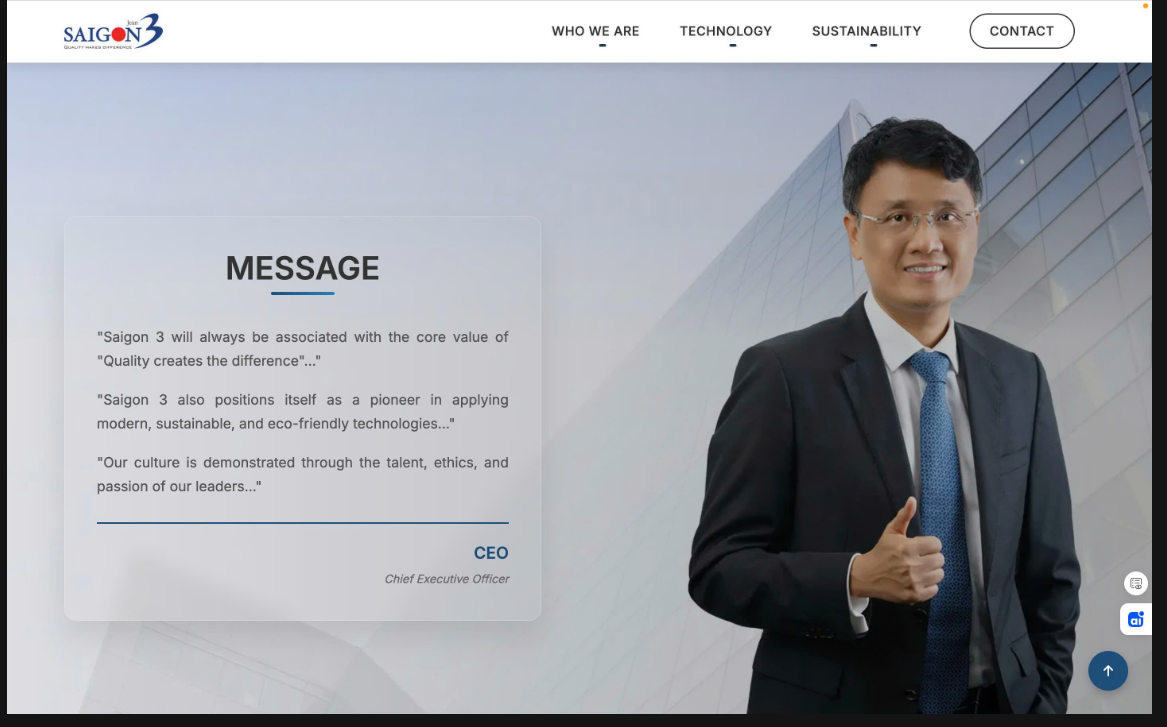 Jean
SAIGON 3
QUALITY MAKES DIFFERENCE
WHO WE ARE
TECHNOLOGY
SUSTAINABILITY
CONTACT
MESSAGE
"Saigon 3 will always be associated with the core value of
"Quality creates the difference"..."
"Saigon 3 also positions itself as a pioneer in applying
modern, sustainable, and eco-friendly technologies..."
"Our culture is demonstrated through the talent, ethics, and
passion of our leaders..."
CEO
Chief Executive Officer
ai